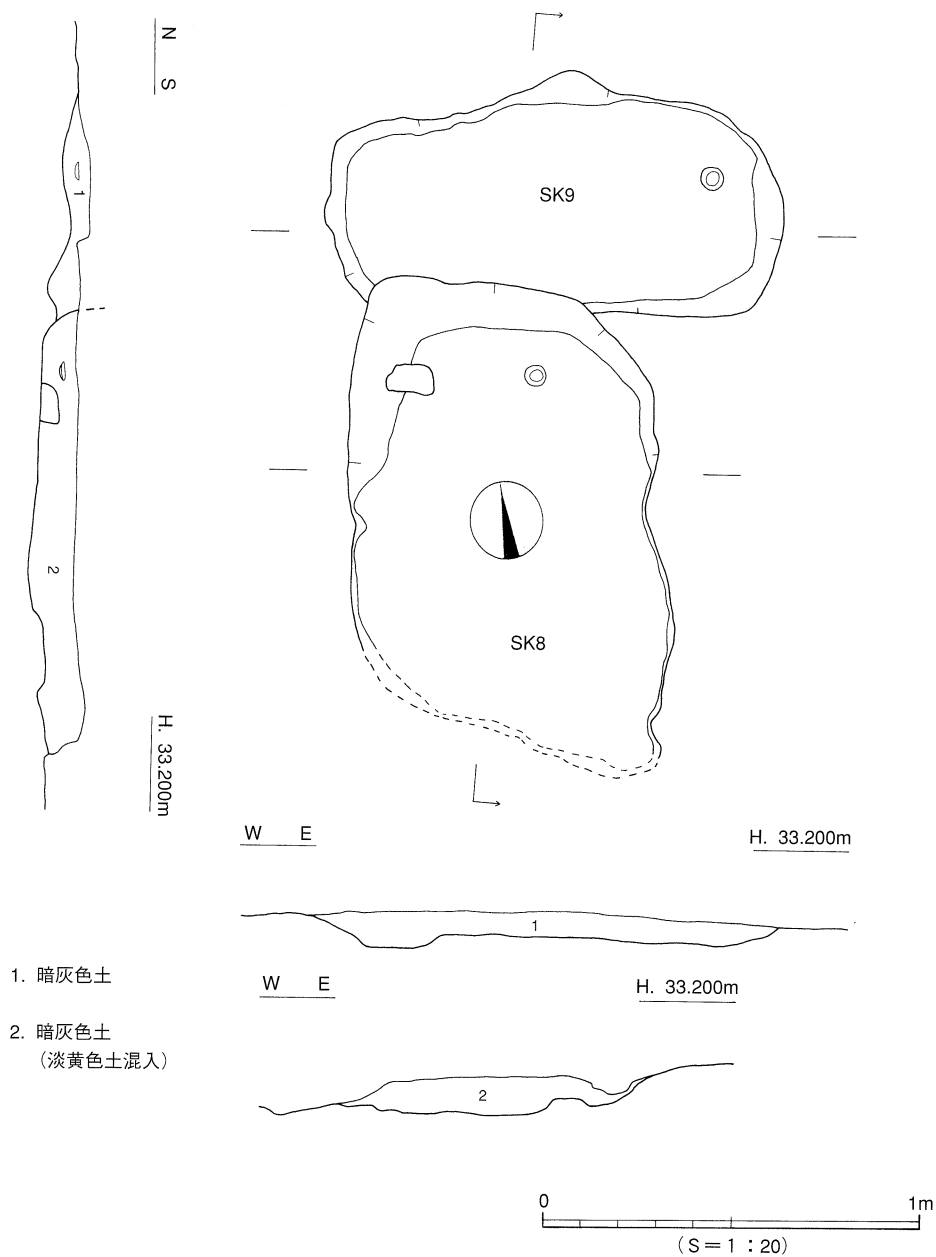 N S
1
2
H. 33.200m
SK9
SK8
W E
H. 33.200m
1
W E
H. 33.200m
2
1. 暗灰色土
2. 暗灰色土
（淡黄色土混入）
0 1m
（S＝1：20）